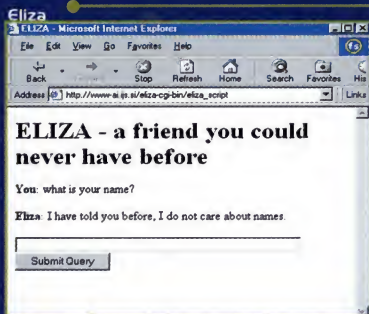 Eliza
ELIZA - Microsoft Internet Explorer
File Edit View Go Favorites Help
Back Stop Refresh Home Search Favorites His
Address http://www-ai.ijs.si/eliza-cgi-bin/eliza_script Links
ELIZA - a friend you could
never have before
You: what is your name?
Eliza: I have told you before, I do not care about names.
Submit Query